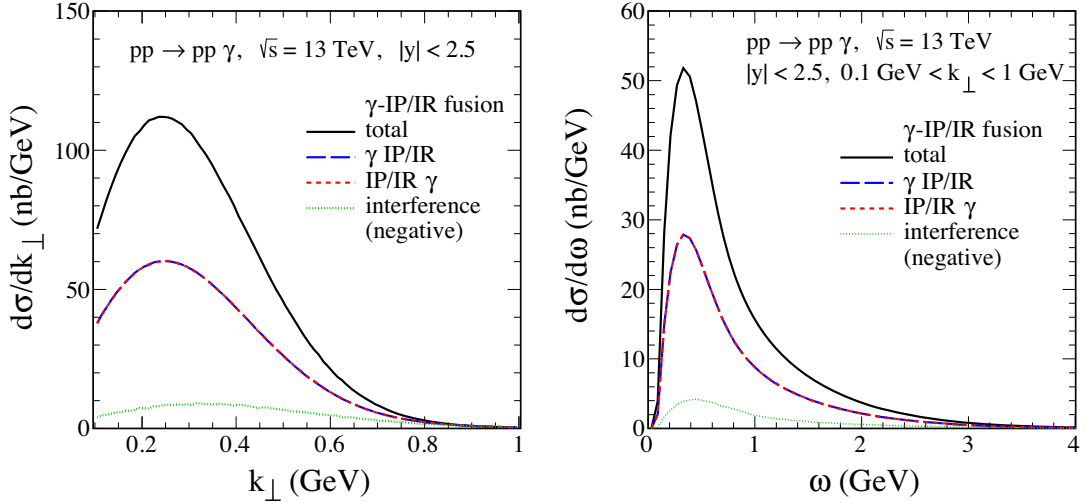 pp → pp γ, √s = 13 TeV, |y| < 2.5
γ-IP/IR fusion
total
γ IP/IR
IP/IR γ
interference
(negative)
dσ/dk⊥ (nb/GeV)
0
50
100
150
0.2
0.4
0.6
0.8
1
k⊥ (GeV)
pp → pp γ, √s = 13 TeV
|y| < 2.5, 0.1 GeV < k⊥ < 1 GeV
γ-IP/IR fusion
total
γ IP/IR
IP/IR γ
interference
(negative)
dσ/dω (nb/GeV)
0
10
20
30
40
50
60
0
1
2
3
4
ω (GeV)